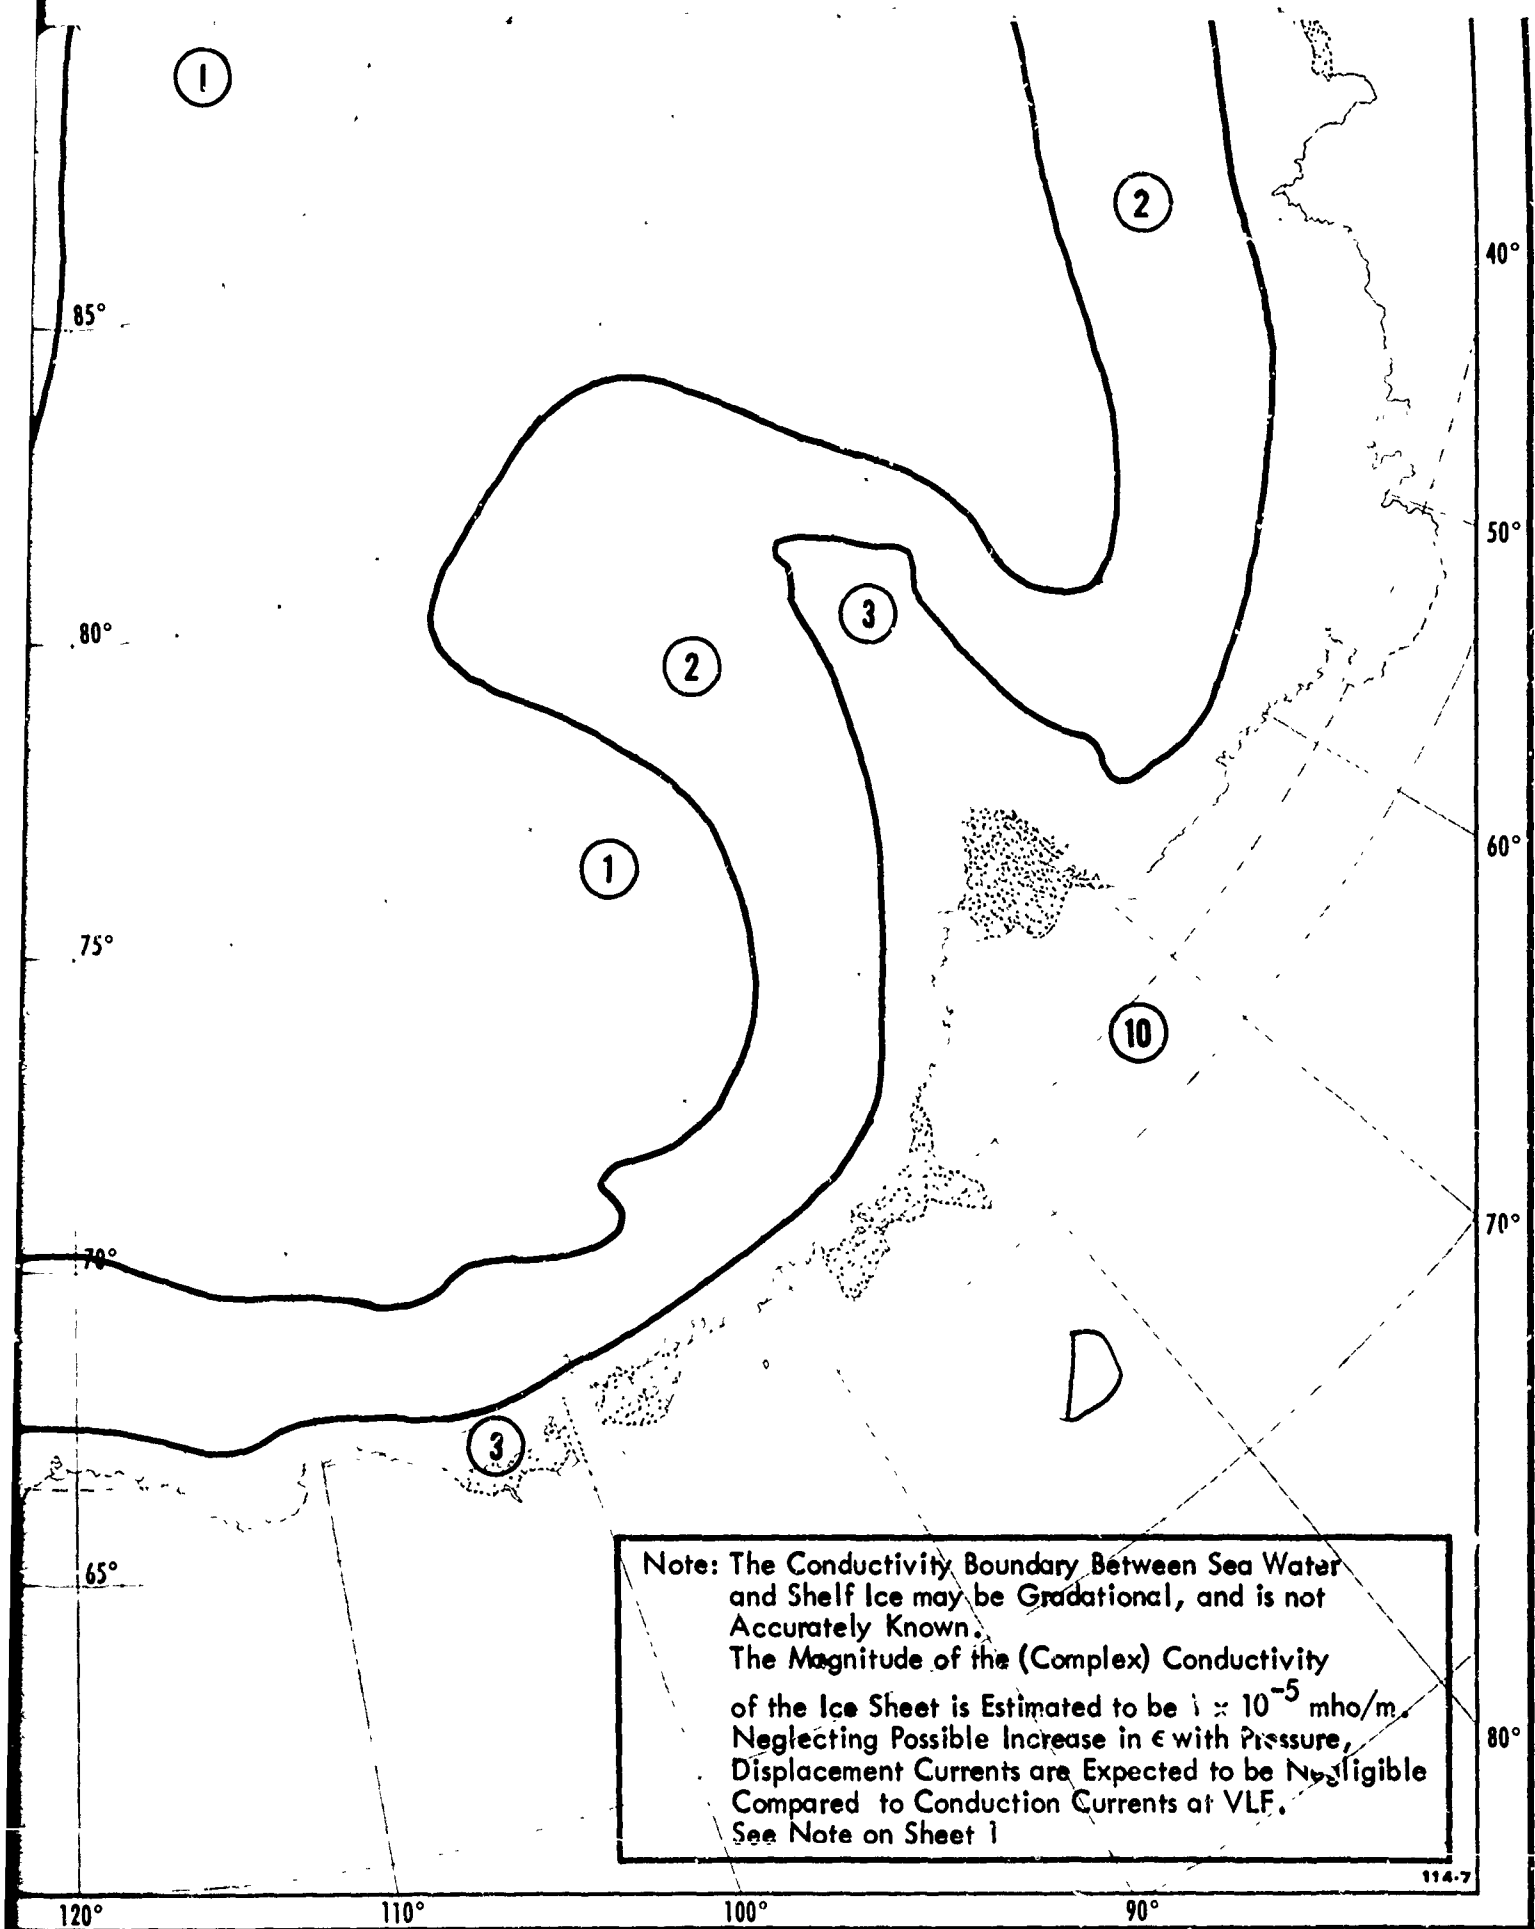 1
2
40°
85°
50°
3
80°
2
60°
1
75°
10
70°
70°
3
65°
Note: The Conductivity Boundary Between Sea Water
and Shelf Ice may be Gradational, and is not
Accurately Known.
The Magnitude of the (Complex) Conductivity
of the Ice Sheet is Estimated to be 1 x 10⁻⁵ mho/m.
Neglecting Possible Increase in ϵ with Pressure,
Displacement Currents are Expected to be Negligible
Compared to Conduction Currents at VLF.
See Note on Sheet 1
80°
114-7
120°
110°
100°
90°